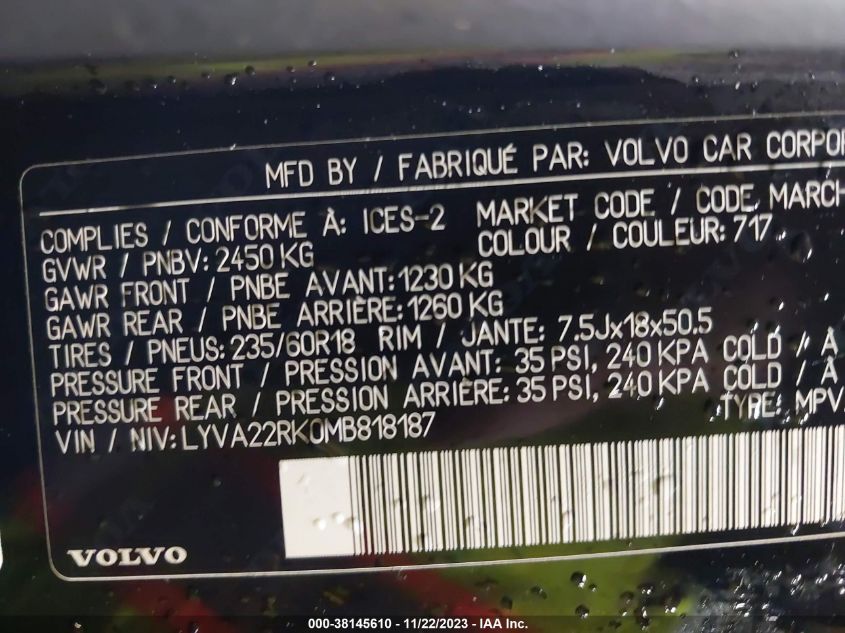 MFD BY / FABRIQUÉ PAR: VOLVO CAR
COMPLIES / CONFORME À: ICES-2 MARKET CODE / CODE
GVWR / PNBV: 2450 KG COLOUR / COULEUR: 717
GAWR FRONT / PNBE AVANT: 1230 KG
GAWR REAR / PNBE ARRIÈRE: 1260 KG
TIRES / PNEUS: 235/60R18 RIM / JANTE: 7.5Jx18x50.5
PRESSURE FRONT / PRESSION AVANT: 35 PSI, 240 KPA COLD / À
PRESSURE REAR / PRESSION ARRIÈRE: 35 PSI, 240 KPA COLD / À
VIN / NIV: LYVA22RK0MB818187 TYPE: MPV
VOLVO
000-38145610 - 11/22/2023 - IAA Inc.